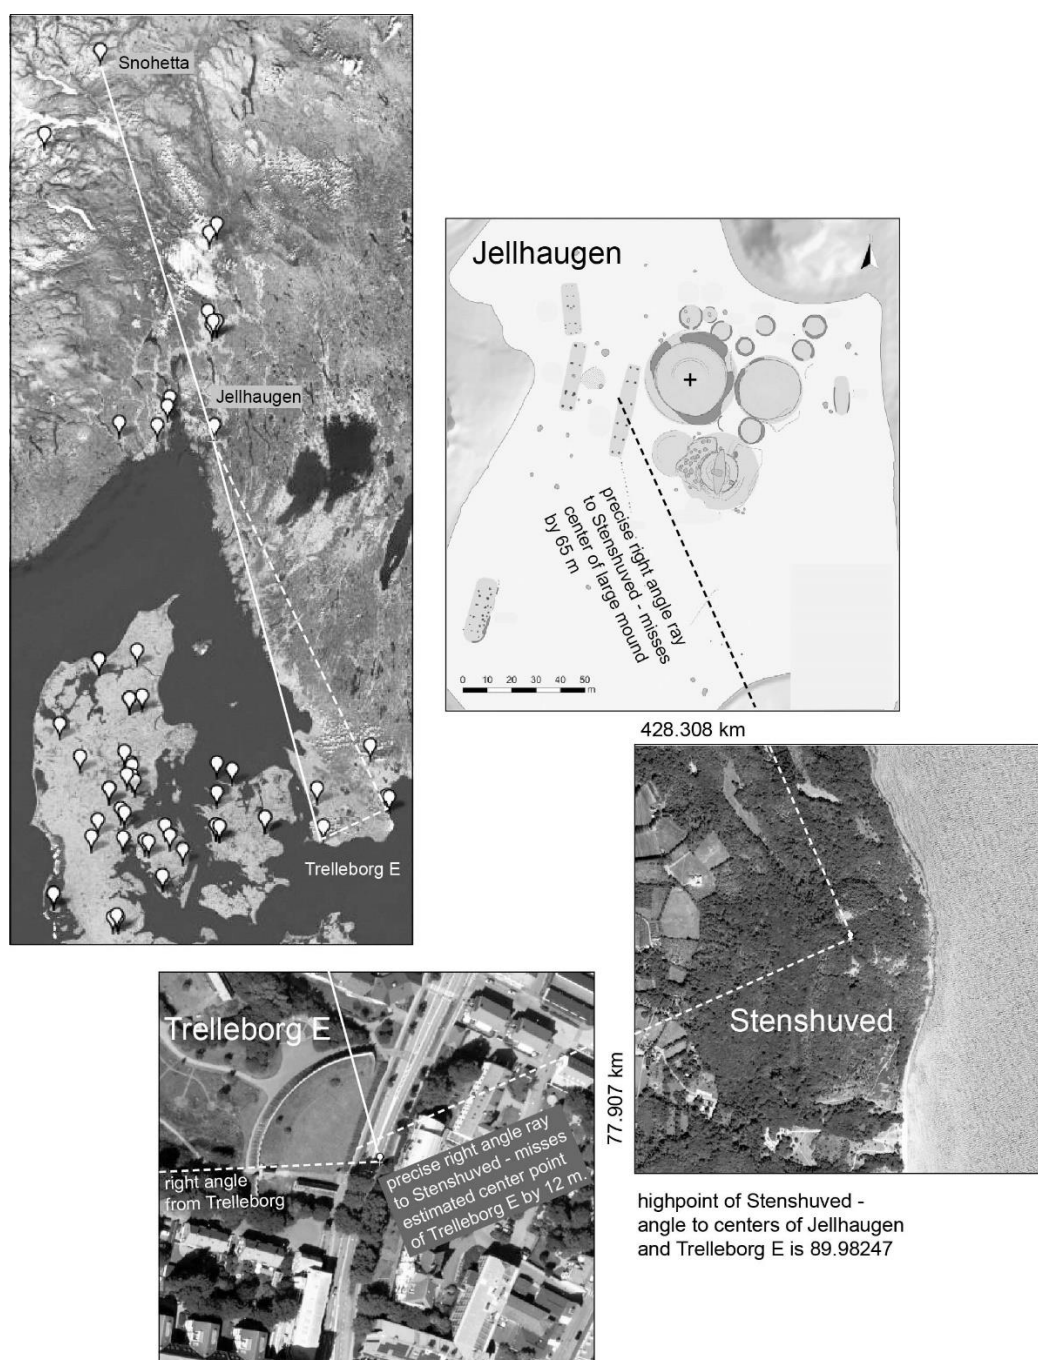 Snohetta
Jellhaugen
Trelleborg E
Jellhaugen
precise right angle ray
to Stenshuved - misses
center of large mound
by 65 m
0 10 20 30 40 50
m
428.308 km
77.907 km
Stenshuved
highpoint of Stenshuved -
angle to centers of Jellhaugen
and Trelleborg E is 89.98247
Trelleborg E
right angle
from Trelleborg
precise right angle ray
to Stenshuved - misses
estimated center point
of Trelleborg E by 12 m.